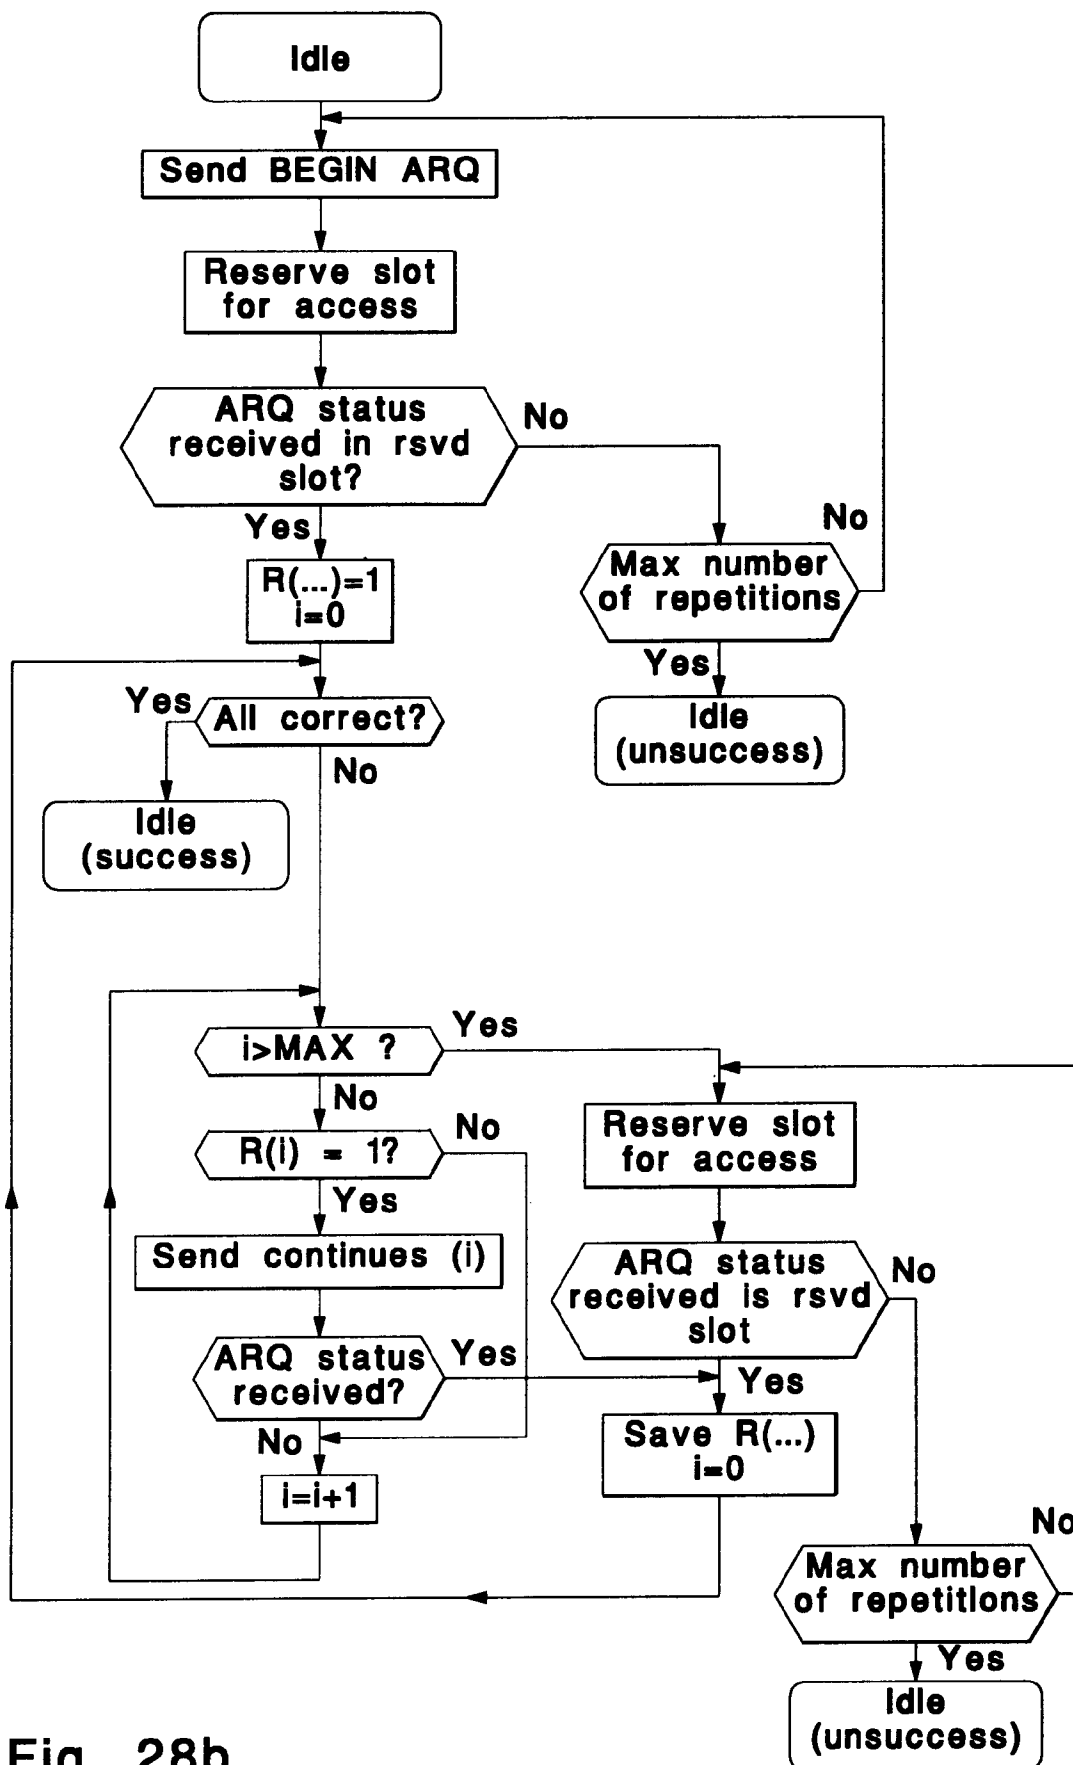 Idle
Send BEGIN ARQ
Reserve slot
for access
ARQ status
received in rsvd
slot?
No
Yes
No
R(...)=1
i=0
Max number
of repetitions
Yes
Yes
All correct?
Idle
(unsuccess)
No
Idle
(success)
i>MAX ?
Yes
No
R(i) = 1?
No
Reserve slot
for access
Yes
Send continues (i)
ARQ status
received is rsvd
slot
No
ARQ status
received?
Yes
Yes
No
Save R(...)
i=0
i=i+1
No
Max number
of repetitions
Yes
Idle
(unsuccess)
Fig. 28b